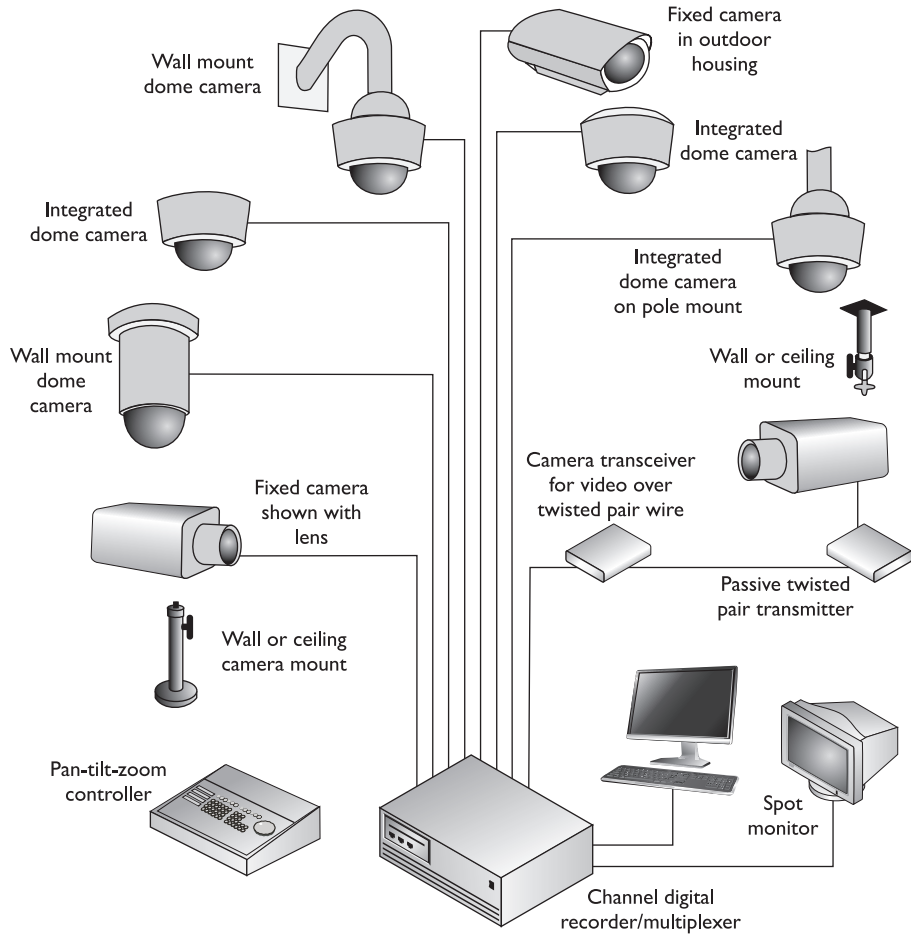 Wall mount
dome camera
Fixed camera
in outdoor
housing
Integrated
dome camera
Integrated
dome camera
Integrated
dome camera
on pole mount
Wall mount
dome
camera
Wall or ceiling
mount
Fixed camera
shown with
lens
Camera transceiver
for video over
twisted pair wire
Passive twisted
pair transmitter
Wall or ceiling
camera mount
Pan-tilt-zoom
controller
Spot
monitor
Channel digital
recorder/multiplexer